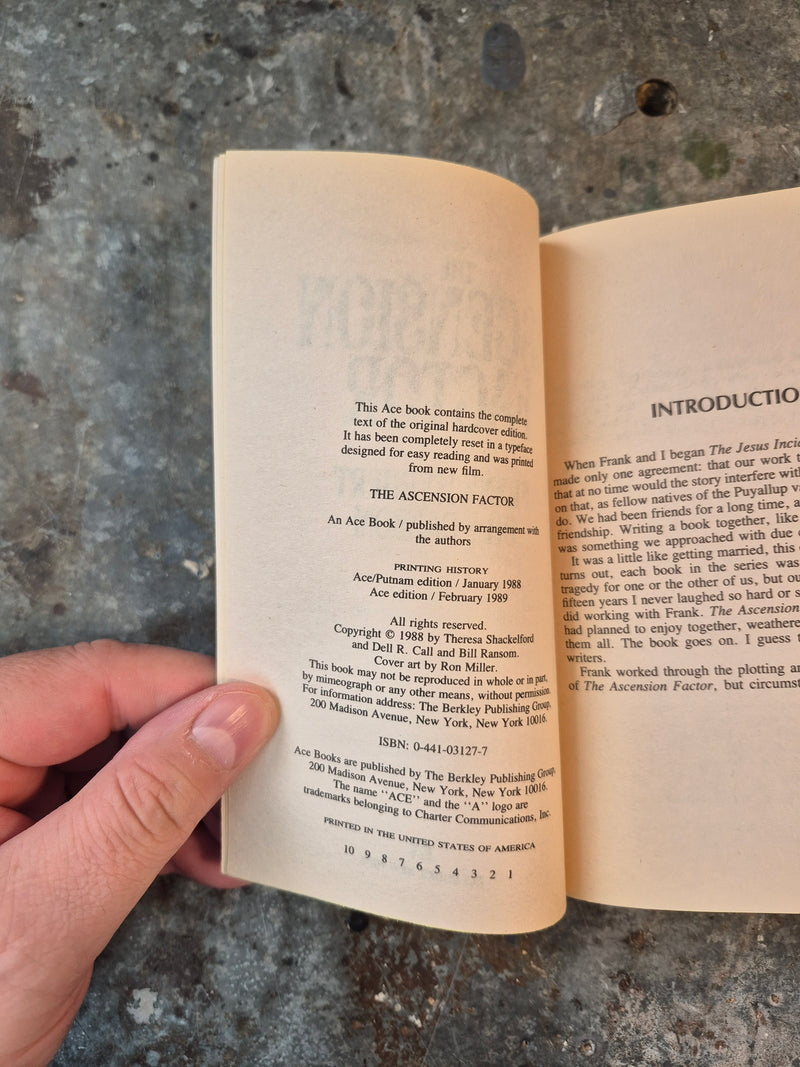 This Ace book contains the complete
text of the original hardcover edition.
It has been completely reset in a typeface
designed for easy reading and was printed
from new film.
THE ASCENSION FACTOR
An Ace Book / published by arrangement with
the authors
PRINTING HISTORY
Ace/Putnam edition / January 1988
Ace edition / February 1989
All rights reserved.
Copyright © 1988 by Theresa Shackelford
and Dell R. Call and Bill Ransom.
Cover art by Ron Miller.
This book may not be reproduced in whole or in part,
by mimeograph or any other means, without permission.
For information address: The Berkley Publishing Group,
200 Madison Avenue, New York, New York 10016.
ISBN: 0-441-03127-7
Ace Books are published by The Berkley Publishing Group,
200 Madison Avenue, New York, New York 10016.
The name "ACE" and the "A" logo are
trademarks belonging to Charter Communications, Inc.
PRINTED IN THE UNITED STATES OF AMERICA
10 9 8 7 6 5 4 3 2 1
INTRODUCTIO
When Frank and I began The Jesus Inci
made only one agreement: that our work
that at no time would the story interfere wit
on that, as fellow natives of the Puyallup
do. We had been friends for a long time,
friendship. Writing a book together, like
was something we approached with due
It was a little like getting married, this
turns out, each book in the series was
tragedy for one or the other of us, but ou
fifteen years I never laughed so hard or s
did working with Frank. The Ascension
had planned to enjoy together, weathere
them all. The book goes on. I guess
writers.
Frank worked through the plotting a
of The Ascension Factor, but circumst